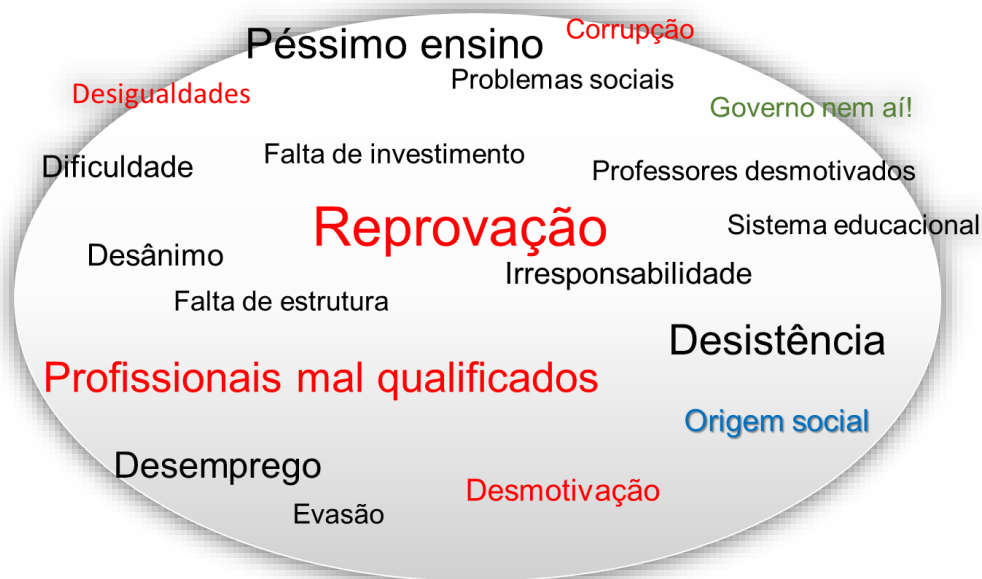 Péssimo ensino
Corrupção
Problemas sociais
Desigualdades
Governo nem aí!
Dificuldade
Falta de investimento
Professores desmotivados
Reprovação
Sistema educacional
Desânimo
Irresponsabilidade
Falta de estrutura
Desistência
Profissionais mal qualificados
Origem social
Desemprego
Desmotivação
Evasão